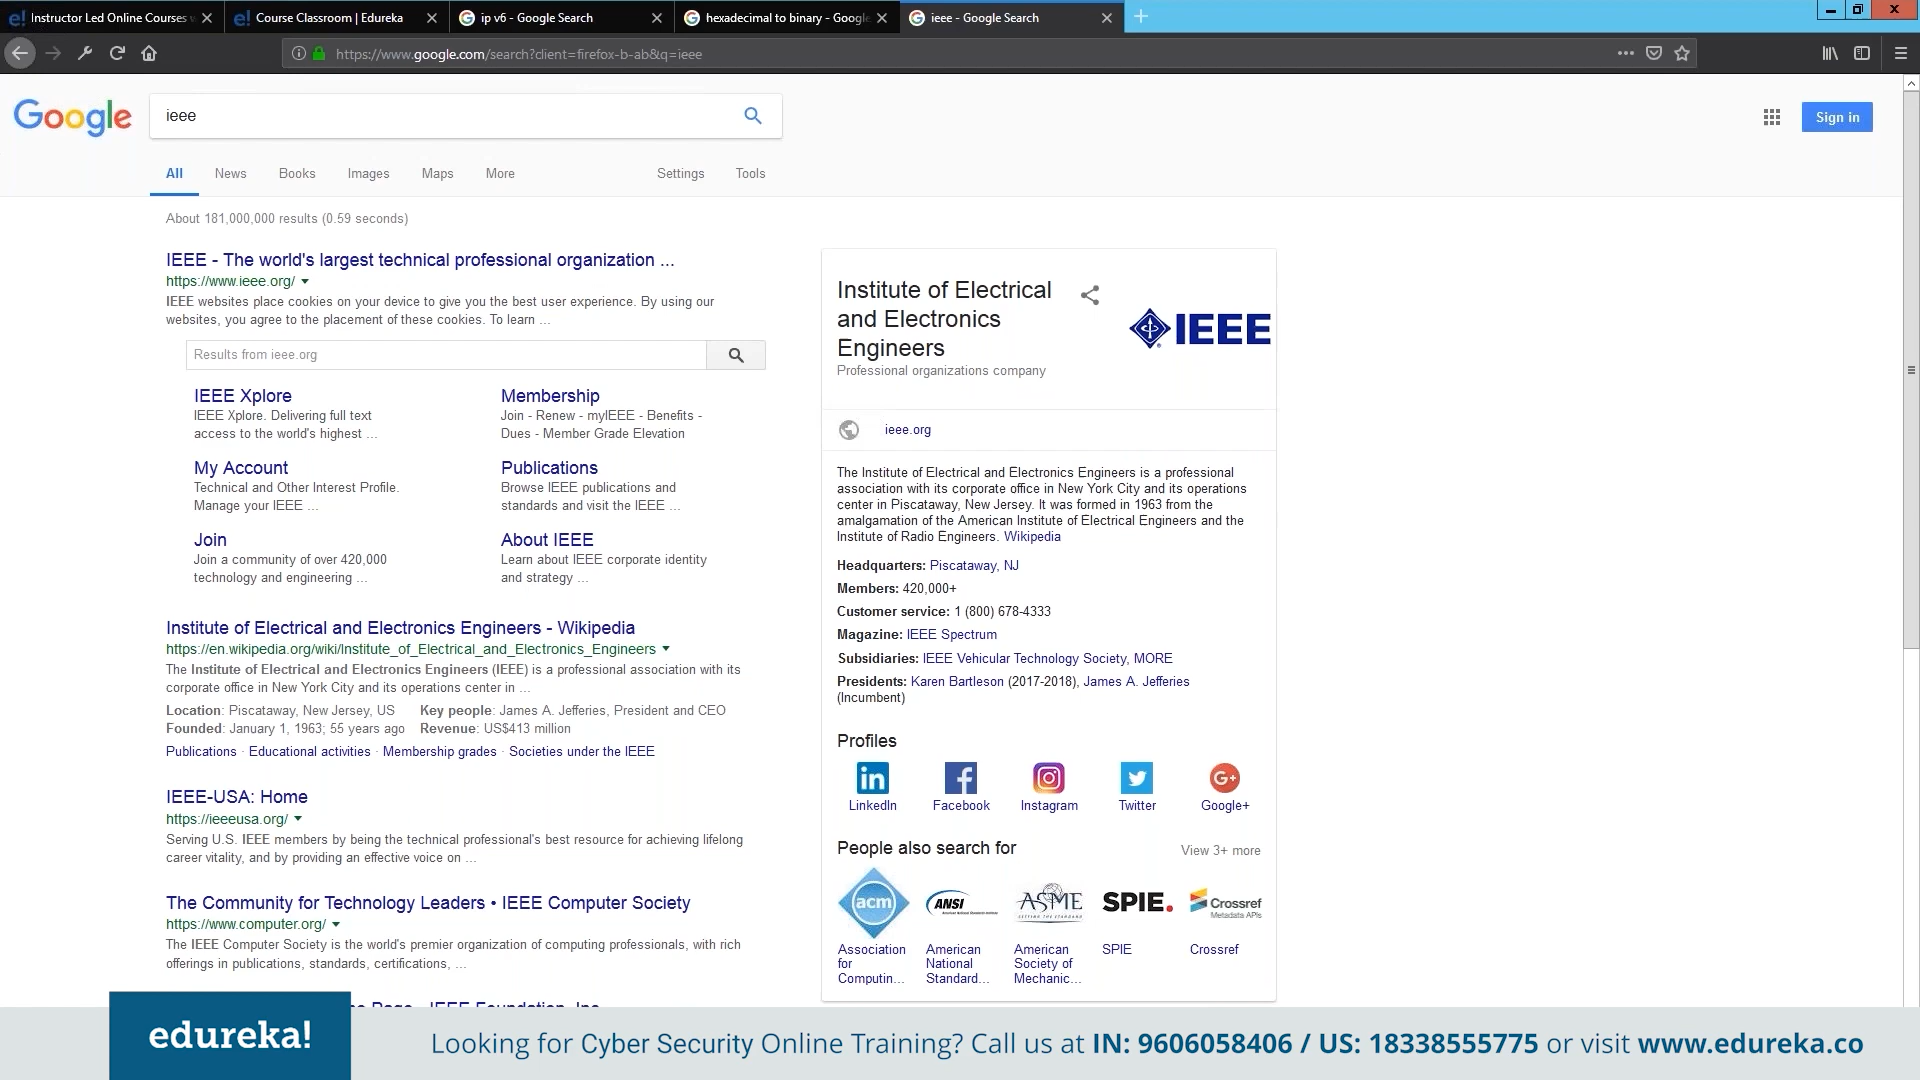 Instructor Led Online Courses
Course Classroom | Edureka
ip v6 - Google Search
hexadecimal to binary - Google
ieee - Google Search
https://www.google.com/search?client=firefox-b-ab&q=ieee
Google
ieee
Sign in
All News Books Images Maps More Settings Tools
About 181,000,000 results (0.59 seconds)
IEEE - The world's largest technical professional organization ...
https://www.ieee.org/
IEEE websites place cookies on your device to give you the best user experience. By using our
websites, you agree to the placement of these cookies. To learn ...
Results from ieee.org
IEEE Xplore
IEEE Xplore. Delivering full text
access to the world's highest ...
Membership
Join - Renew - myIEEE - Benefits -
Dues - Member Grade Elevation
My Account
Technical and Other Interest Profile.
Manage your IEEE ...
Publications
Browse IEEE publications and
standards and visit the IEEE ...
Join
Join a community of over 420,000
technology and engineering ...
About IEEE
Learn about IEEE corporate identity
and strategy ...
Institute of Electrical and Electronics Engineers - Wikipedia
https://en.wikipedia.org/wiki/Institute_of_Electrical_and_Electronics_Engineers
The Institute of Electrical and Electronics Engineers (IEEE) is a professional association with its
corporate office in New York City and its operations center in ...
Location: Piscataway, New Jersey, US Key people: James A. Jefferies, President and CEO
Founded: January 1, 1963; 55 years ago Revenue: US$413 million
Publications · Educational activities · Membership grades · Societies under the IEEE
IEEE-USA: Home
https://ieeeusa.org/
Serving U.S. IEEE members by being the technical professional's best resource for achieving lifelong
career vitality, and by providing an effective voice on ...
The Community for Technology Leaders • IEEE Computer Society
https://www.computer.org/
The IEEE Computer Society is the world's premier organization of computing professionals, with rich
offerings in publications, standards, certifications, ...
Page - IEEE Foundation, Inc
Institute of Electrical
and Electronics
Engineers
Professional organizations company
IEEE
ieee.org
The Institute of Electrical and Electronics Engineers is a professional
association with its corporate office in New York City and its operations
center in Piscataway, New Jersey. It was formed in 1963 from the
amalgamation of the American Institute of Electrical Engineers and the
Institute of Radio Engineers. Wikipedia
Headquarters: Piscataway, NJ
Members: 420,000+
Customer service: 1 (800) 678-4333
Magazine: IEEE Spectrum
Subsidiaries: IEEE Vehicular Technology Society, MORE
Presidents: Karen Bartleson (2017-2018), James A. Jefferies
(Incumbent)
Profiles
LinkedIn Facebook Instagram Twitter Google+
People also search for
View 3+ more
acm ANSI ASME SPIE. Crossref
Metadata APIs
Association
for
Computin...
American
National
Standard...
American
Society of
Mechanic...
SPIE
Crossref
edureka!
Looking for Cyber Security Online Training? Call us at IN: 9606058406 / US: 18338555775 or visit www.edureka.co